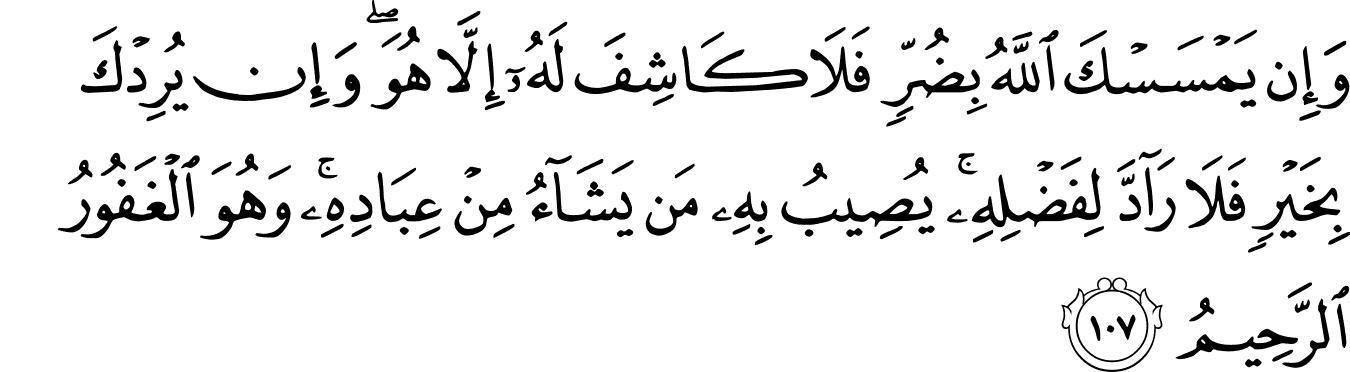 وَإِن يَمۡسَسۡكَ ٱللَّهُ بِضُرّٖ فَلَا كَاشِفَ لَهُۥٓ إِلَّا هُوَۖ وَإِن يُرِدۡكَ
بِخَيۡرٖ فَلَا رَآدَّ لِفَضۡلِهِۦۚ يُصِيبُ بِهِۦ مَن يَشَآءُ مِنۡ عِبَادِهِۦۚ وَهُوَ ٱلۡغَفُورُ
ٱلرَّحِيمُ ١٠٧